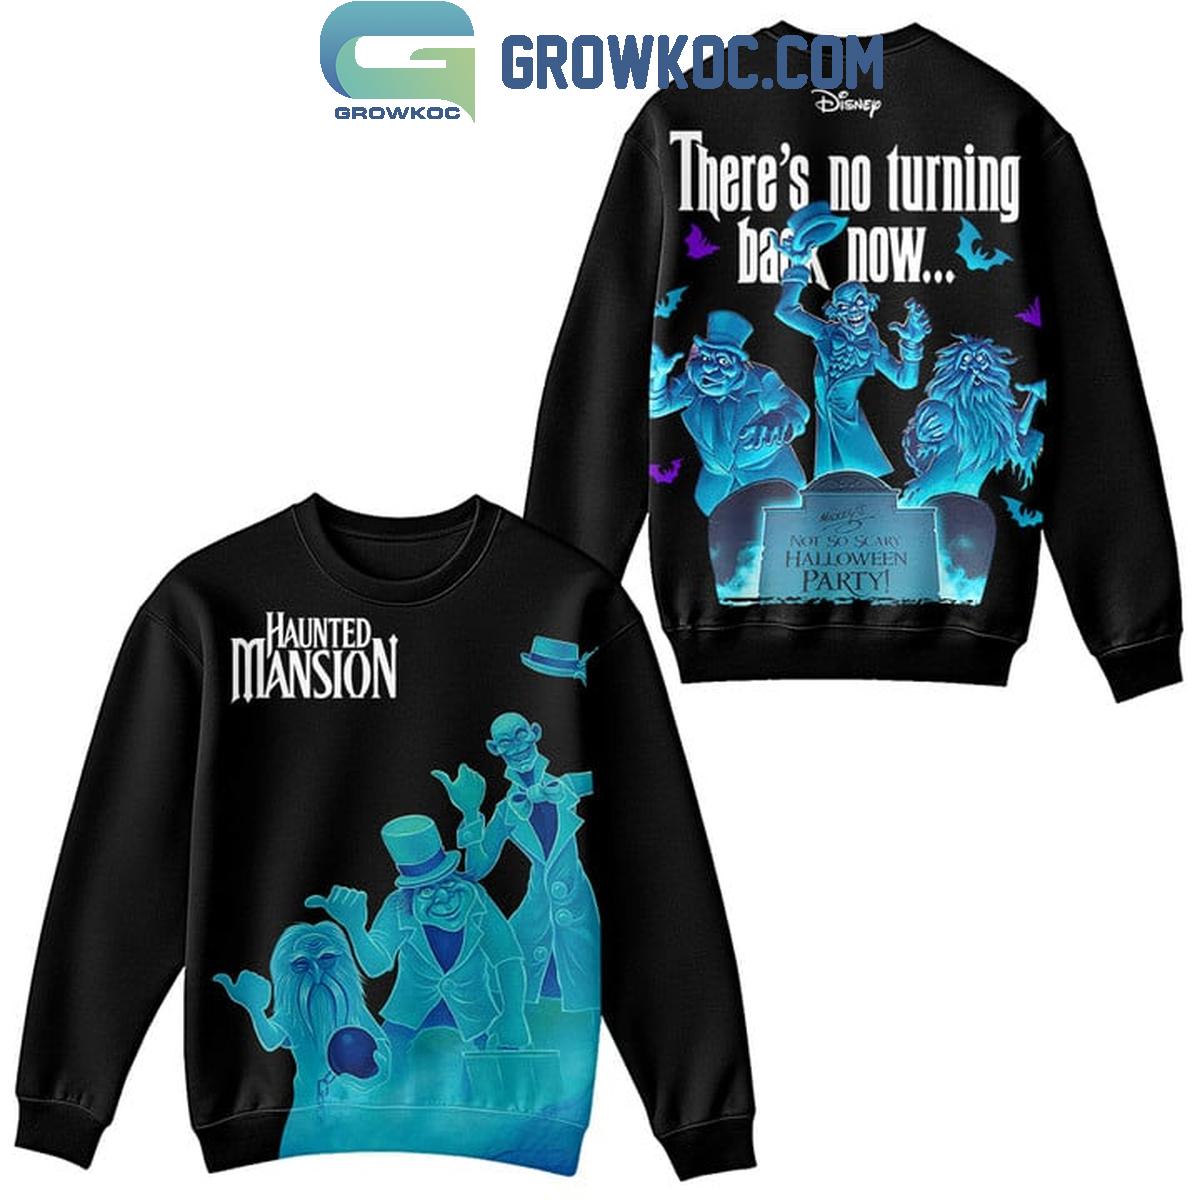 GROWKOC
GROWKOC.COM
Disney
There's no turning
back now...
MICKEY'S
NOT SO SCARY
HALLOWEEN
PARTY!
HAUNTED
MANSION